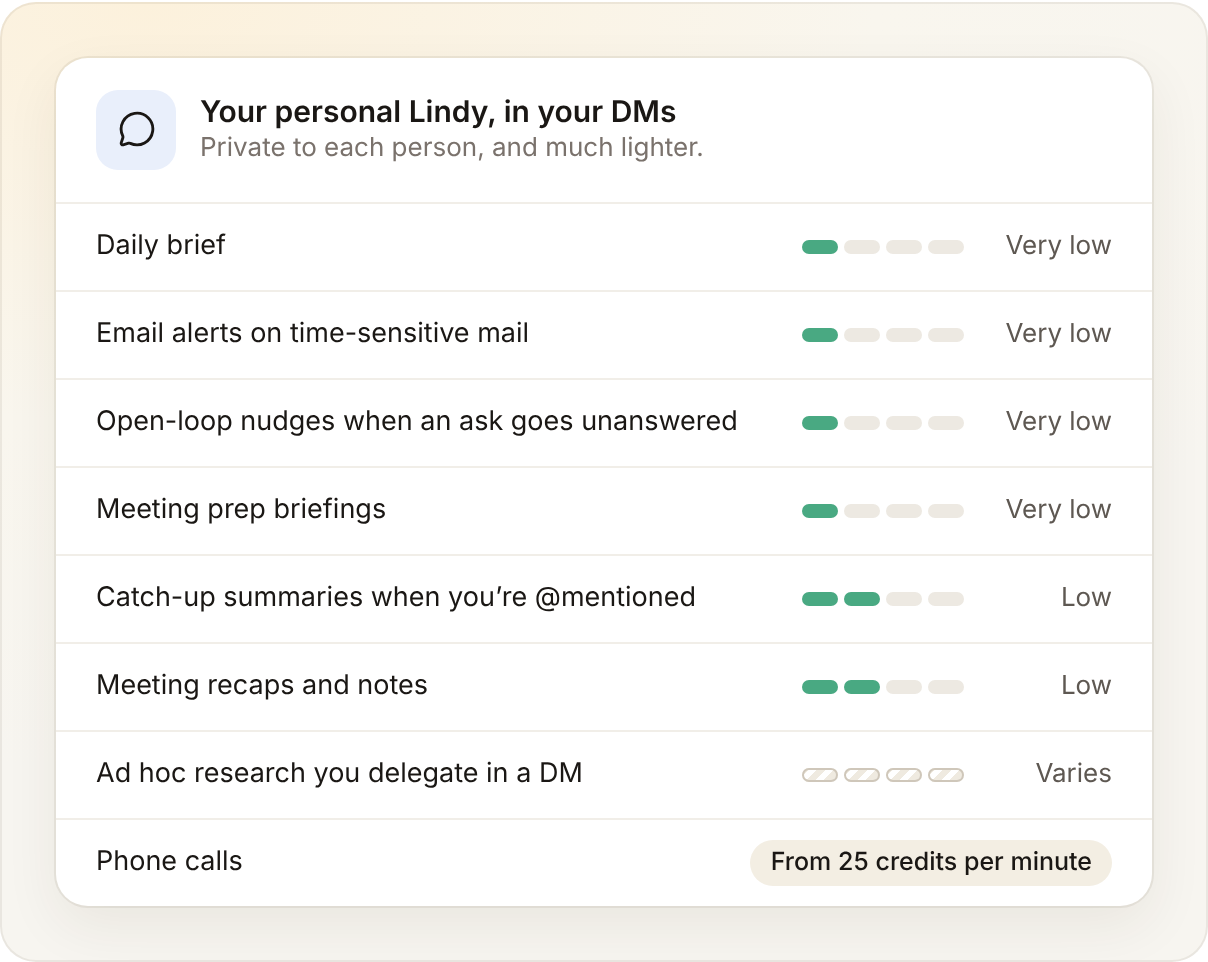 Your personal Lindy, in your DMs
Private to each person, and much lighter.
Daily brief
Very low
Email alerts on time-sensitive mail
Very low
Open-loop nudges when an ask goes unanswered
Very low
Meeting prep briefings
Very low
Catch-up summaries when you’re @mentioned
Low
Meeting recaps and notes
Low
Ad hoc research you delegate in a DM
Varies
Phone calls
From 25 credits per minute